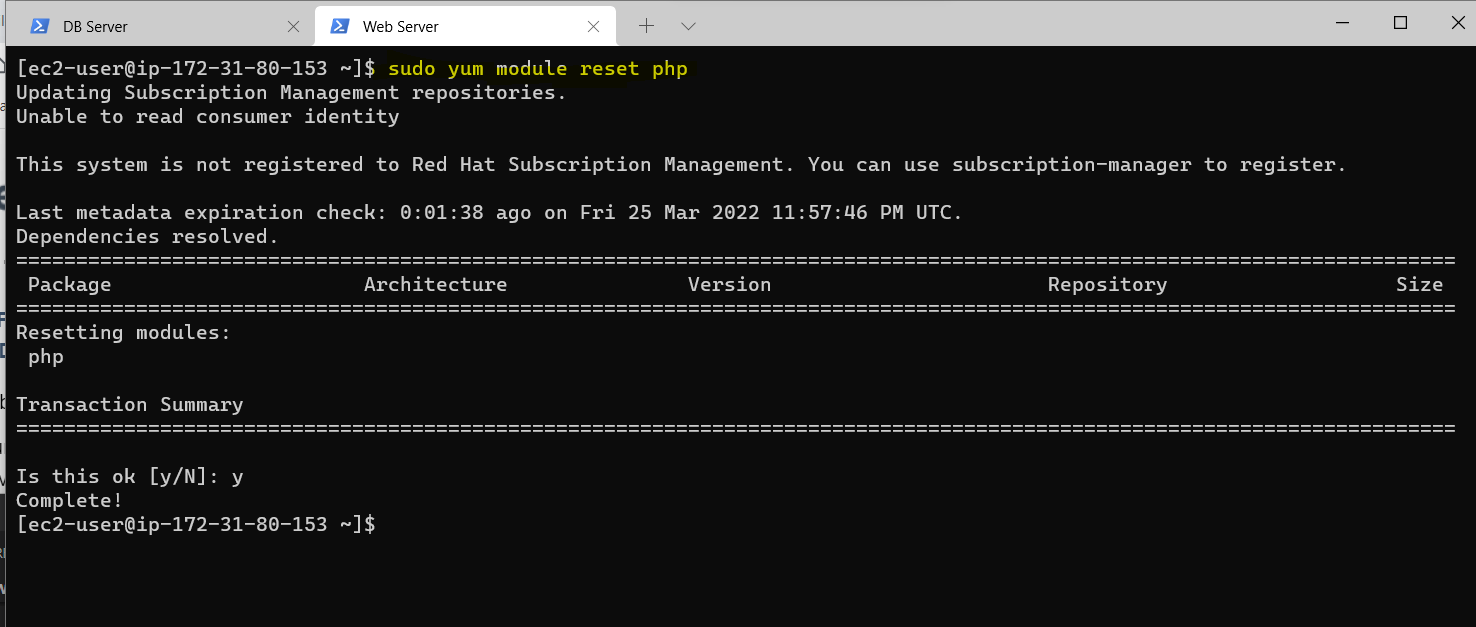 DB Server
Web Server
[ec2-user@ip-172-31-80-153 ~]$ sudo yum module reset php
Updating Subscription Management repositories.
Unable to read consumer identity
This system is not registered to Red Hat Subscription Management. You can use subscription-manager to register.
Last metadata expiration check: 0:01:38 ago on Fri 25 Mar 2022 11:57:46 PM UTC.
Dependencies resolved.
================================================================================
Package Architecture Version Repository Size
================================================================================
Resetting modules:
php
Transaction Summary
================================================================================
Is this ok [y/N]: y
Complete!
[ec2-user@ip-172-31-80-153 ~]$